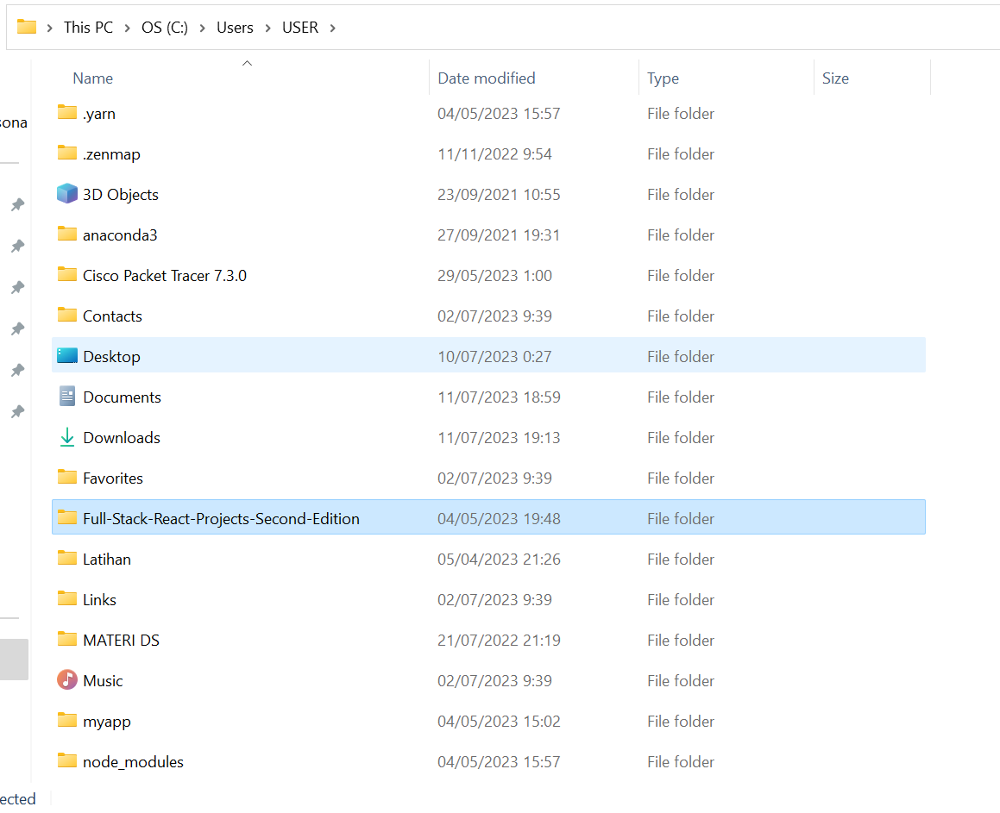 This PC > OS (C:) > Users > USER >
Name Date modified Type Size
sona
.yarn 04/05/2023 15:57 File folder
.zenmap 11/11/2022 9:54 File folder
3D Objects 23/09/2021 10:55 File folder
anaconda3 27/09/2021 19:31 File folder
Cisco Packet Tracer 7.3.0 29/05/2023 1:00 File folder
Contacts 02/07/2023 9:39 File folder
Desktop 10/07/2023 0:27 File folder
Documents 11/07/2023 18:59 File folder
Downloads 11/07/2023 19:13 File folder
Favorites 02/07/2023 9:39 File folder
Full-Stack-React-Projects-Second-Edition 04/05/2023 19:48 File folder
Latihan 05/04/2023 21:26 File folder
Links 02/07/2023 9:39 File folder
MATERI DS 21/07/2022 21:19 File folder
Music 02/07/2023 9:39 File folder
myapp 04/05/2023 15:02 File folder
node_modules 04/05/2023 15:57 File folder
ected